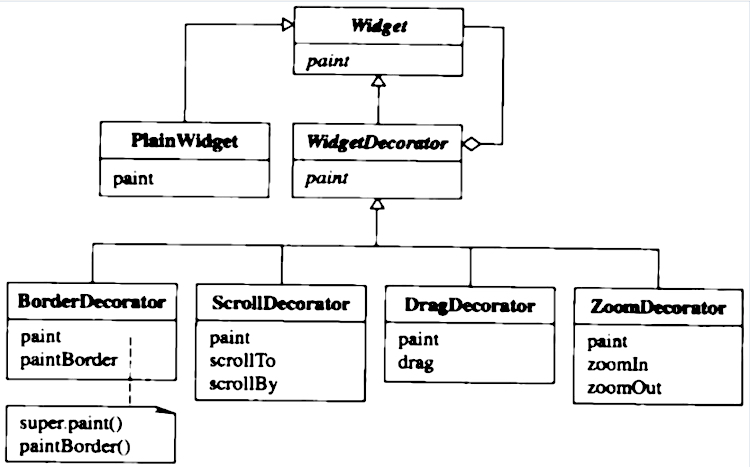 Widget
paint
PlainWidget
paint
WidgetDecorator
paint
BorderDecorator
paint
paintBorder
ScrollDecorator
paint
scrollTo
scrollBy
DragDecorator
paint
drag
ZoomDecorator
paint
zoomIn
zoomOut
super.paint()
paintBorder()